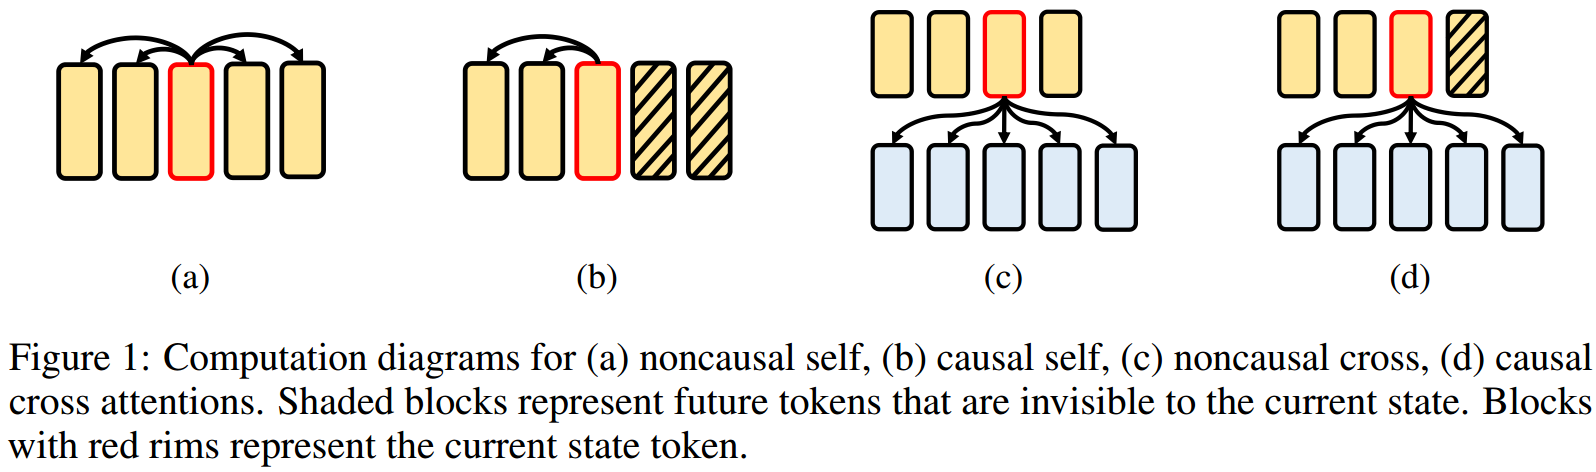 (a) (b) (c) (d)
Figure 1: Computation diagrams for (a) noncausal self, (b) causal self, (c) noncausal cross, (d) causal
cross attentions. Shaded blocks represent future tokens that are invisible to the current state. Blocks
with red rims represent the current state token.